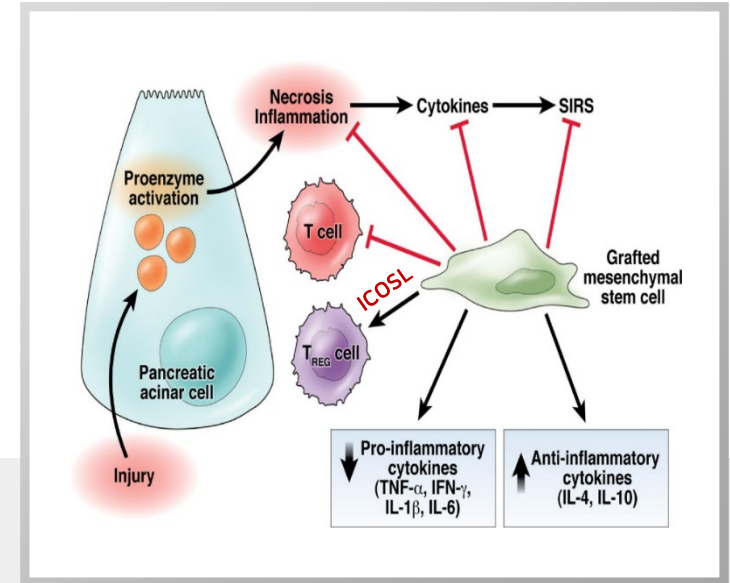 Necrosis
Inflammation
Cytokines
SIRS
Proenzyme
activation
T cell
Grafted
mesenchymal
stem cell
ICOSL
TREG cell
Pancreatic
acinar cell
Injury
Pro-inflammatory
cytokines
(TNF-α, IFN-γ,
IL-1β, IL-6)
Anti-inflammatory
cytokines
(IL-4, IL-10)